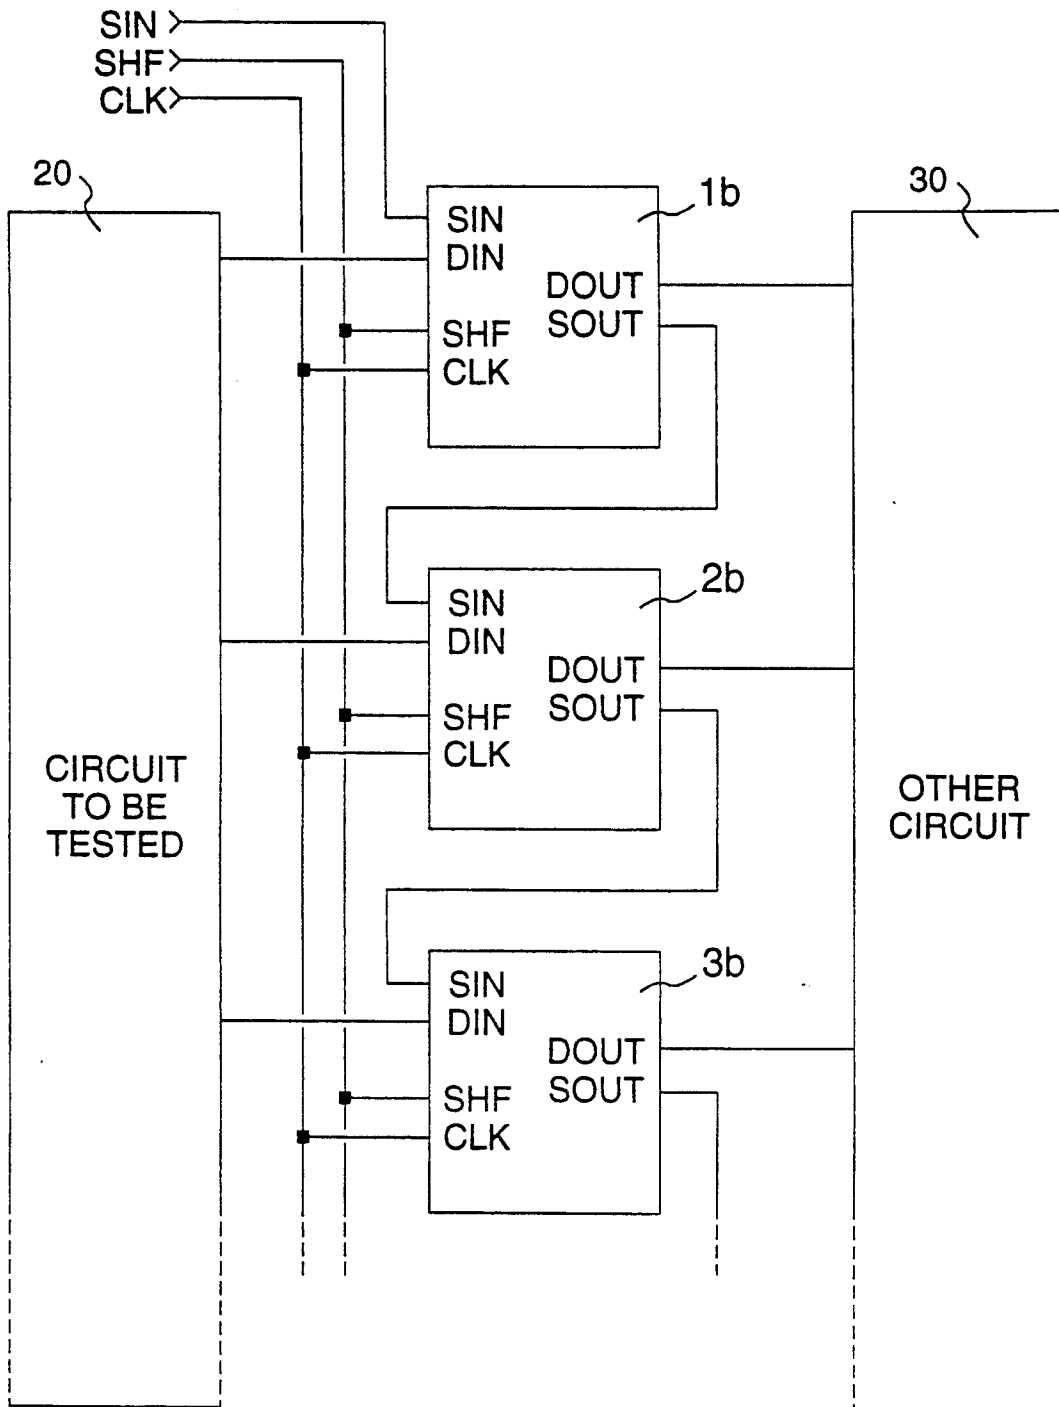 SIN
SHF
CLK
20
1b
30
SIN
DIN
DOUT
SOUT
SHF
CLK
2b
SIN
DIN
DOUT
SOUT
SHF
CLK
CIRCUIT
TO BE
TESTED
OTHER
CIRCUIT
3b
SIN
DIN
DOUT
SOUT
SHF
CLK